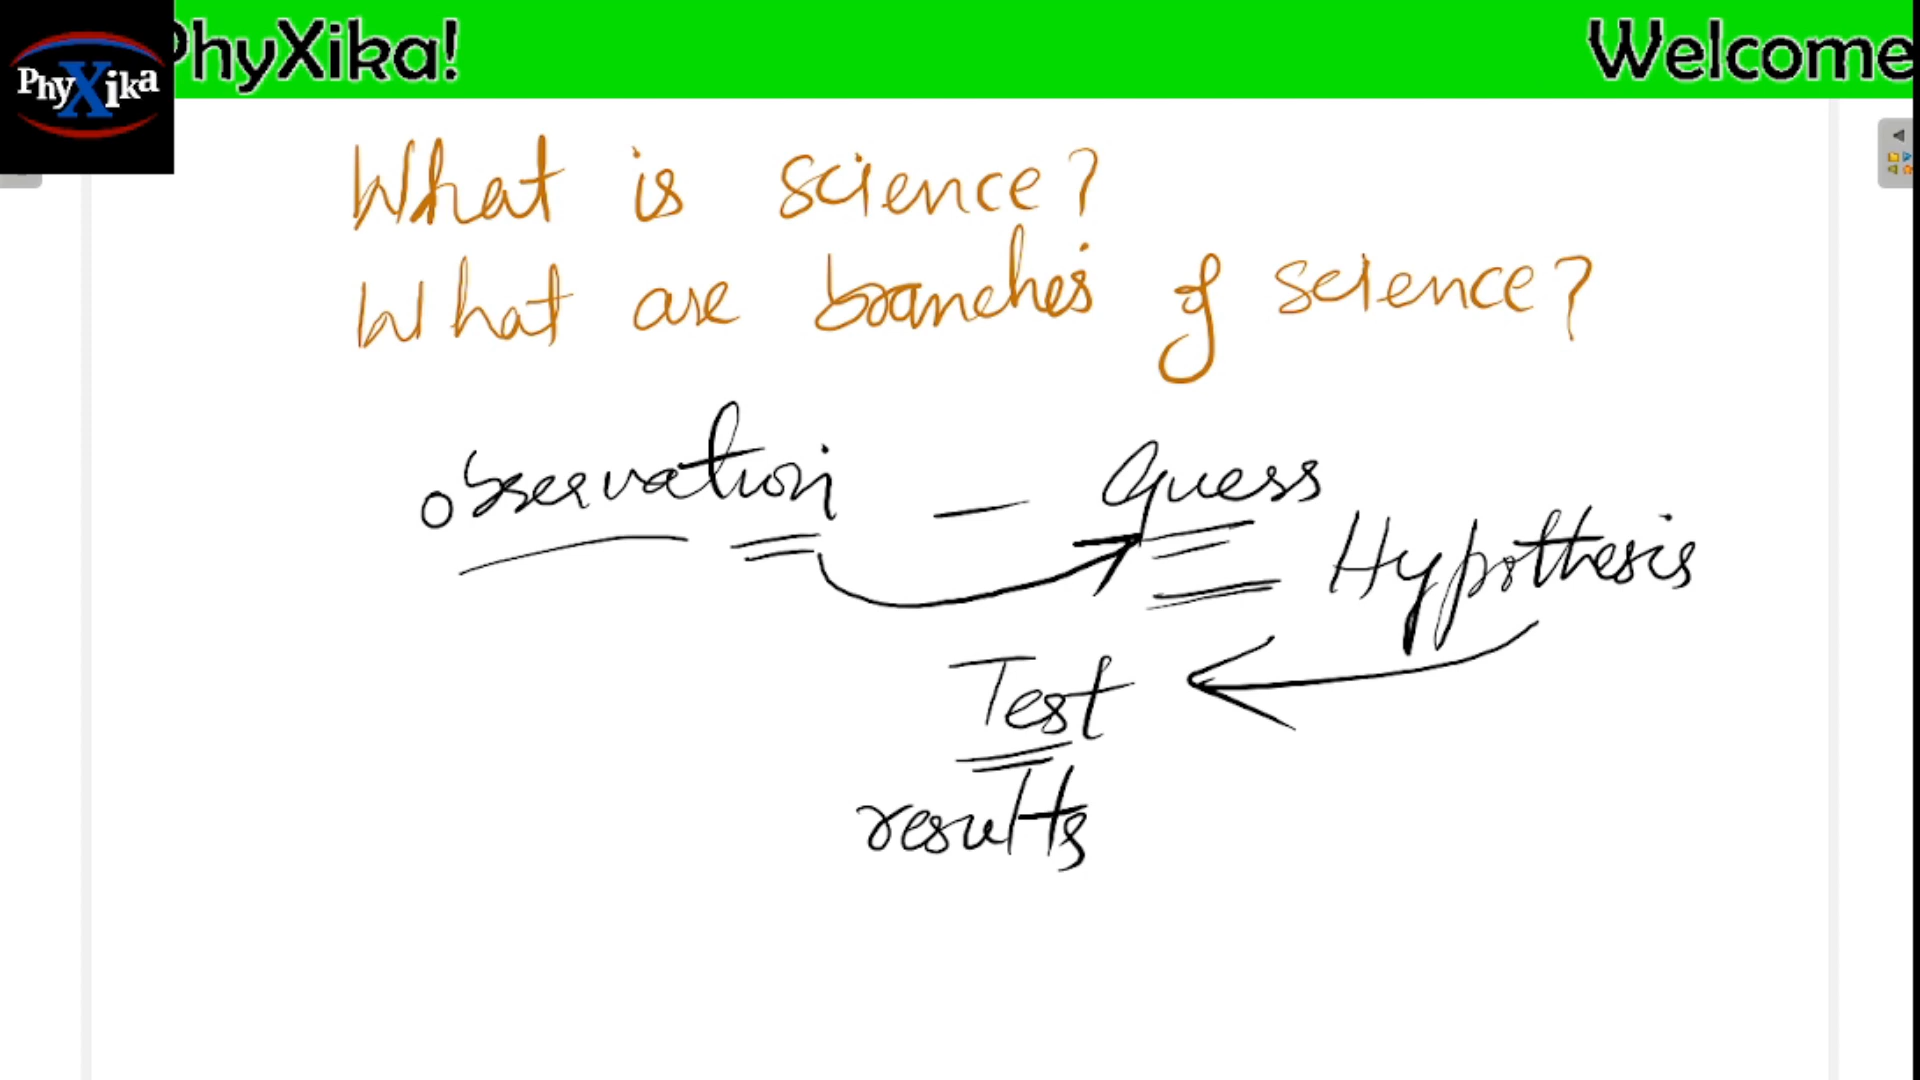 PhyXika
PhyXika! Welcome
What is science?
What are branches of science?
observation - Guess
Hypothesis
Test
results